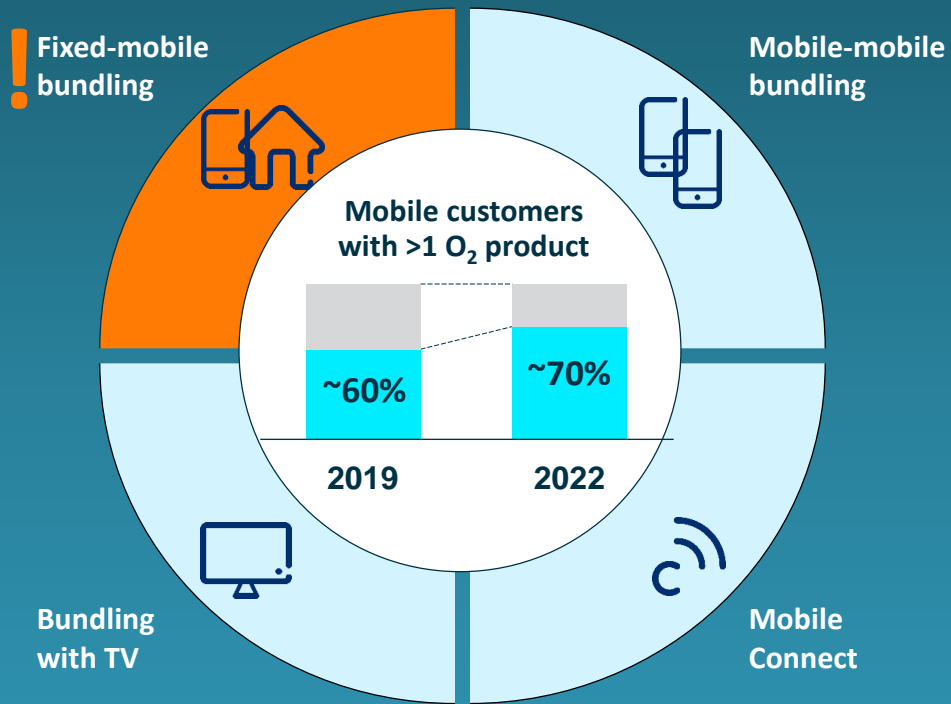 !
Fixed-mobile
bundling
Mobile-mobile
bundling
Mobile customers
with >1 O₂ product
~60%
~70%
2019
2022
Bundling
with TV
Mobile
Connect